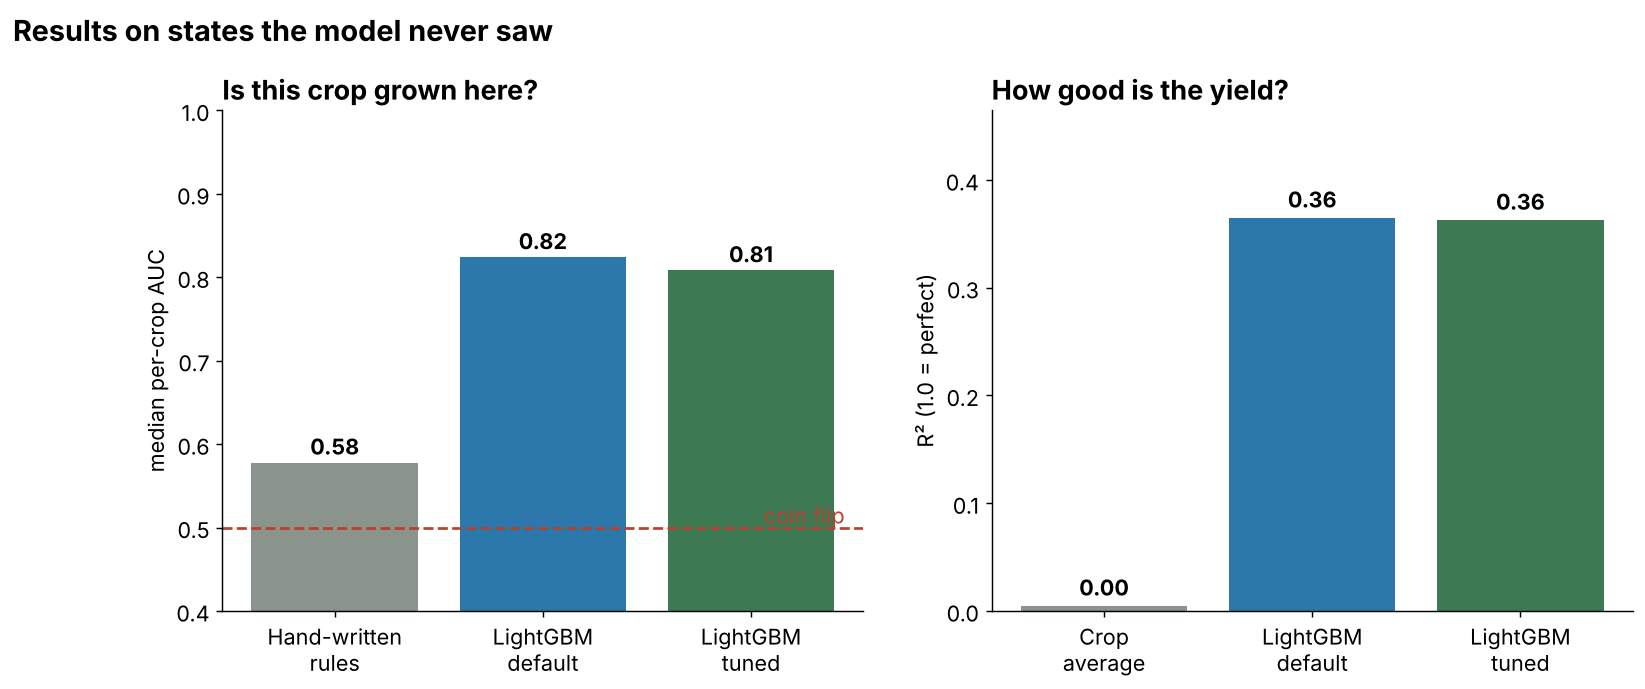 Results on states the model never saw
Is this crop grown here?
median per-crop AUC
1.0
0.9
0.8
0.7
0.6
0.5
0.4
0.58
0.82
0.81
coin flip
Hand-written
rules
LightGBM
default
LightGBM
tuned
How good is the yield?
R² (1.0 = perfect)
0.4
0.3
0.2
0.1
0.0
0.00
0.36
0.36
Crop
average
LightGBM
default
LightGBM
tuned